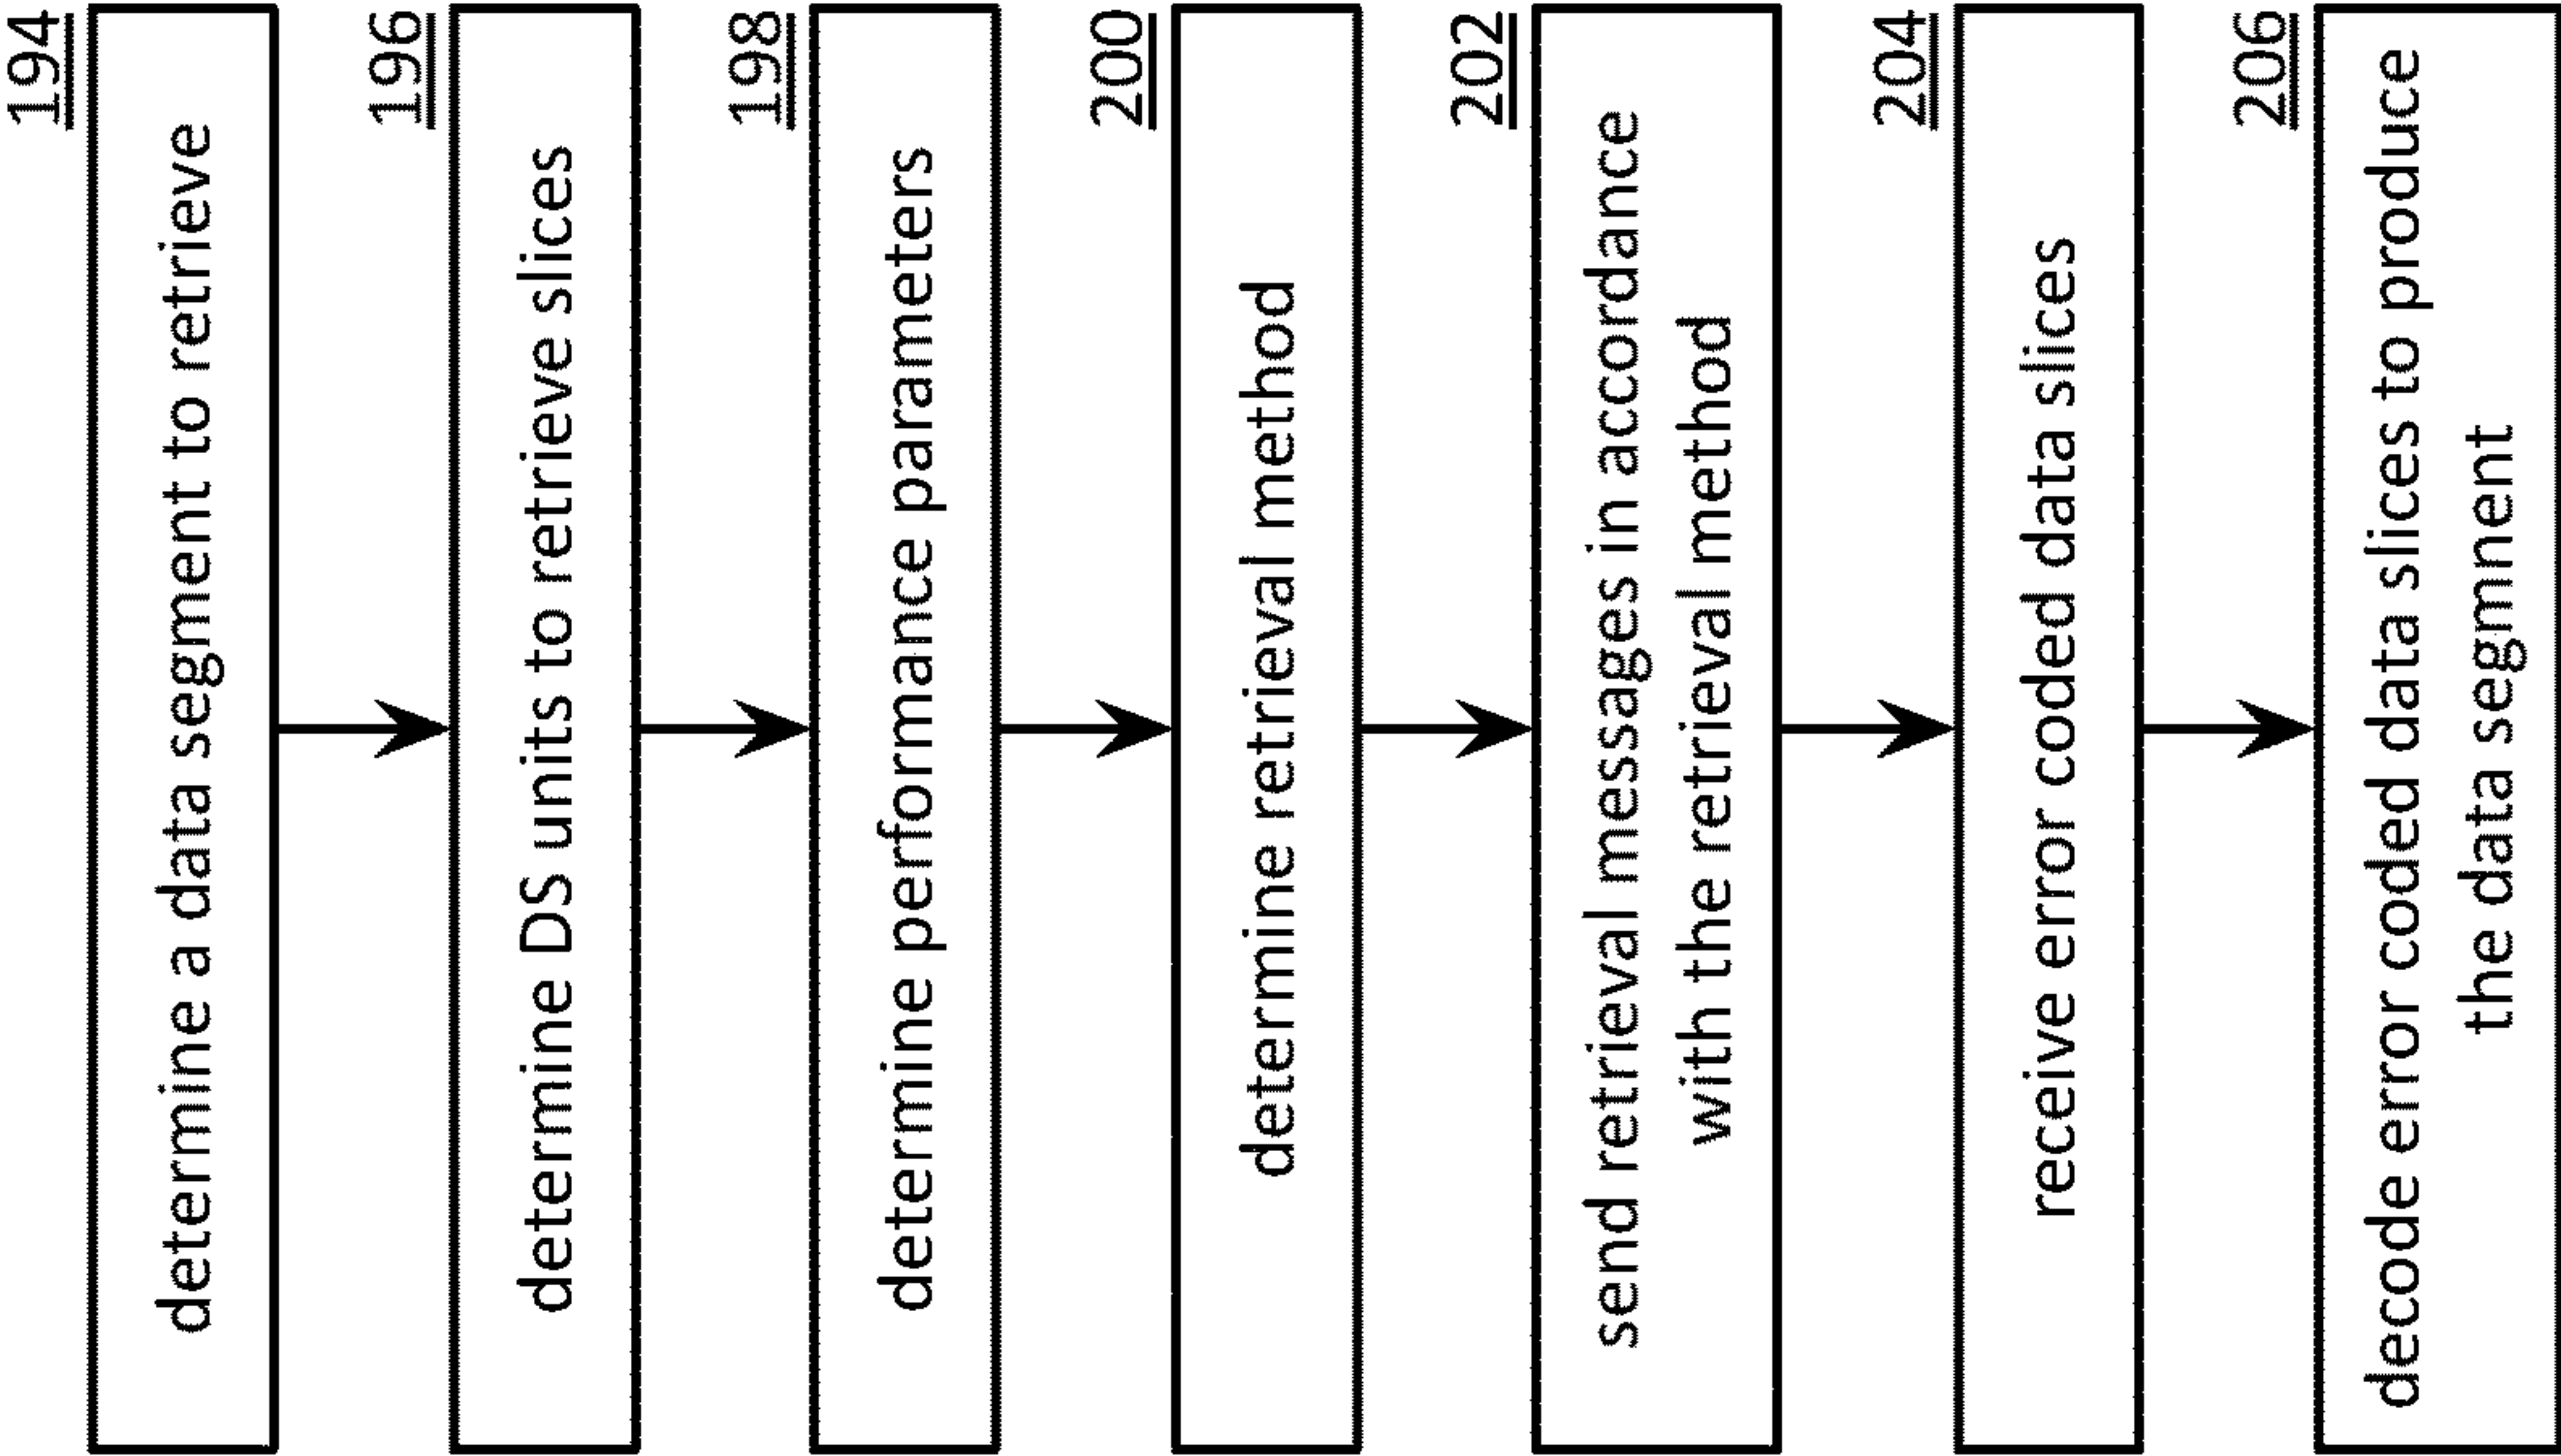 194
determine a data segment to retrieve
196
determine DS units to retrieve slices
198
determine performance parameters
200
determine retrieval method
202
send retrieval messages in accordance
with the retrieval method
204
receive error coded data slices
206
decode error coded data slices to produce
the data segment